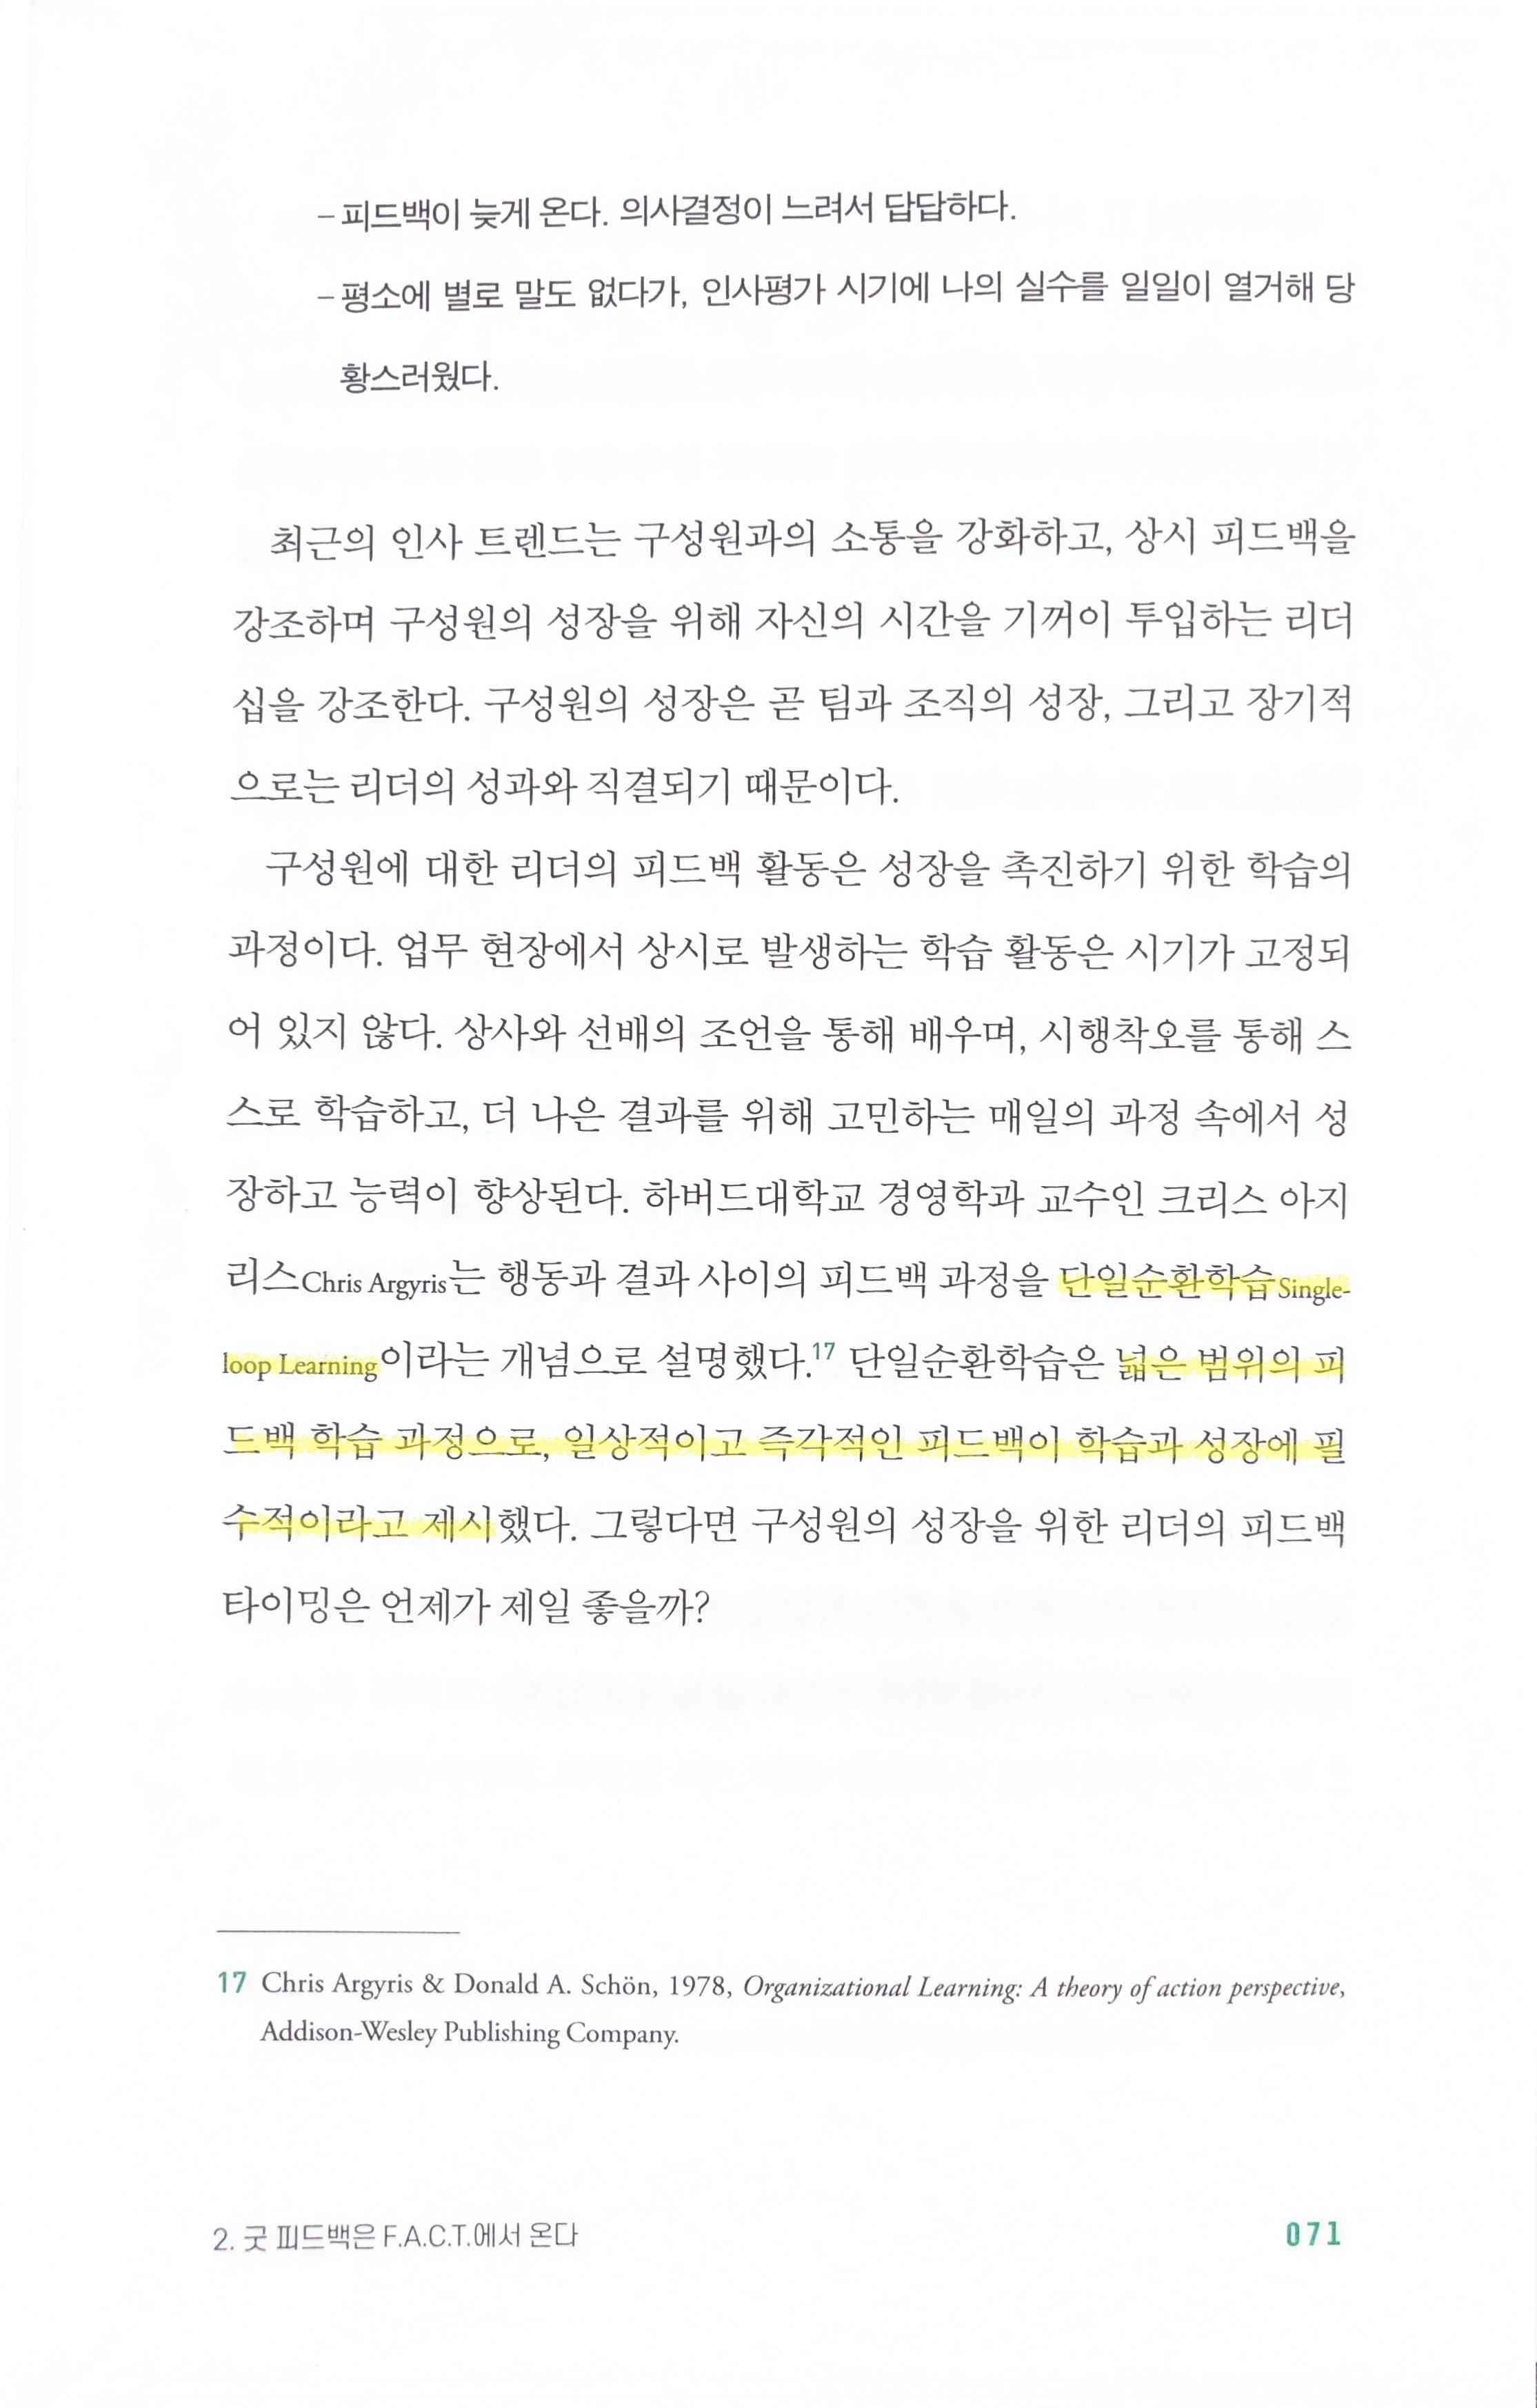 – 피드백이 늦게 온다. 의사결정이 느려서 답답하다.
– 평소에 별로 말도 없다가, 인사평가 시기에 나의 실수를 일일이 열거해 당
황스러웠다.
최근의 인사 트렌드는 구성원과의 소통을 강화하고, 상시 피드백을
강조하며 구성원의 성장을 위해 자신의 시간을 기꺼이 투입하는 리더
십을 강조한다. 구성원의 성장은 곧 팀과 조직의 성장, 그리고 장기적
으로는 리더의 성과와 직결되기 때문이다.
구성원에 대한 리더의 피드백 활동은 성장을 촉진하기 위한 학습의
과정이다. 업무 현장에서 상시로 발생하는 학습 활동은 시기가 고정되
어 있지 않다. 상사와 선배의 조언을 통해 배우며, 시행착오를 통해 스
스로 학습하고, 더 나은 결과를 위해 고민하는 매일의 과정 속에서 성
장하고 능력이 향상된다. 하버드대학교 경영학과 교수인 크리스 아지
리스Chris Argyris는 행동과 결과 사이의 피드백 과정을 단일순환학습Single-
loop Learning이라는 개념으로 설명했다.17 단일순환학습은 넓은 범위의 피
드백 학습 과정으로, 일상적이고 즉각적인 피드백이 학습과 성장에 필
수적이라고 제시했다. 그렇다면 구성원의 성장을 위한 리더의 피드백
타이밍은 언제가 제일 좋을까?
17 Chris Argyris & Donald A. Schön, 1978, Organizational Learning: A theory of action perspective,
Addison-Wesley Publishing Company.
2. 굿 피드백은 F.A.C.T.에서 온다 071